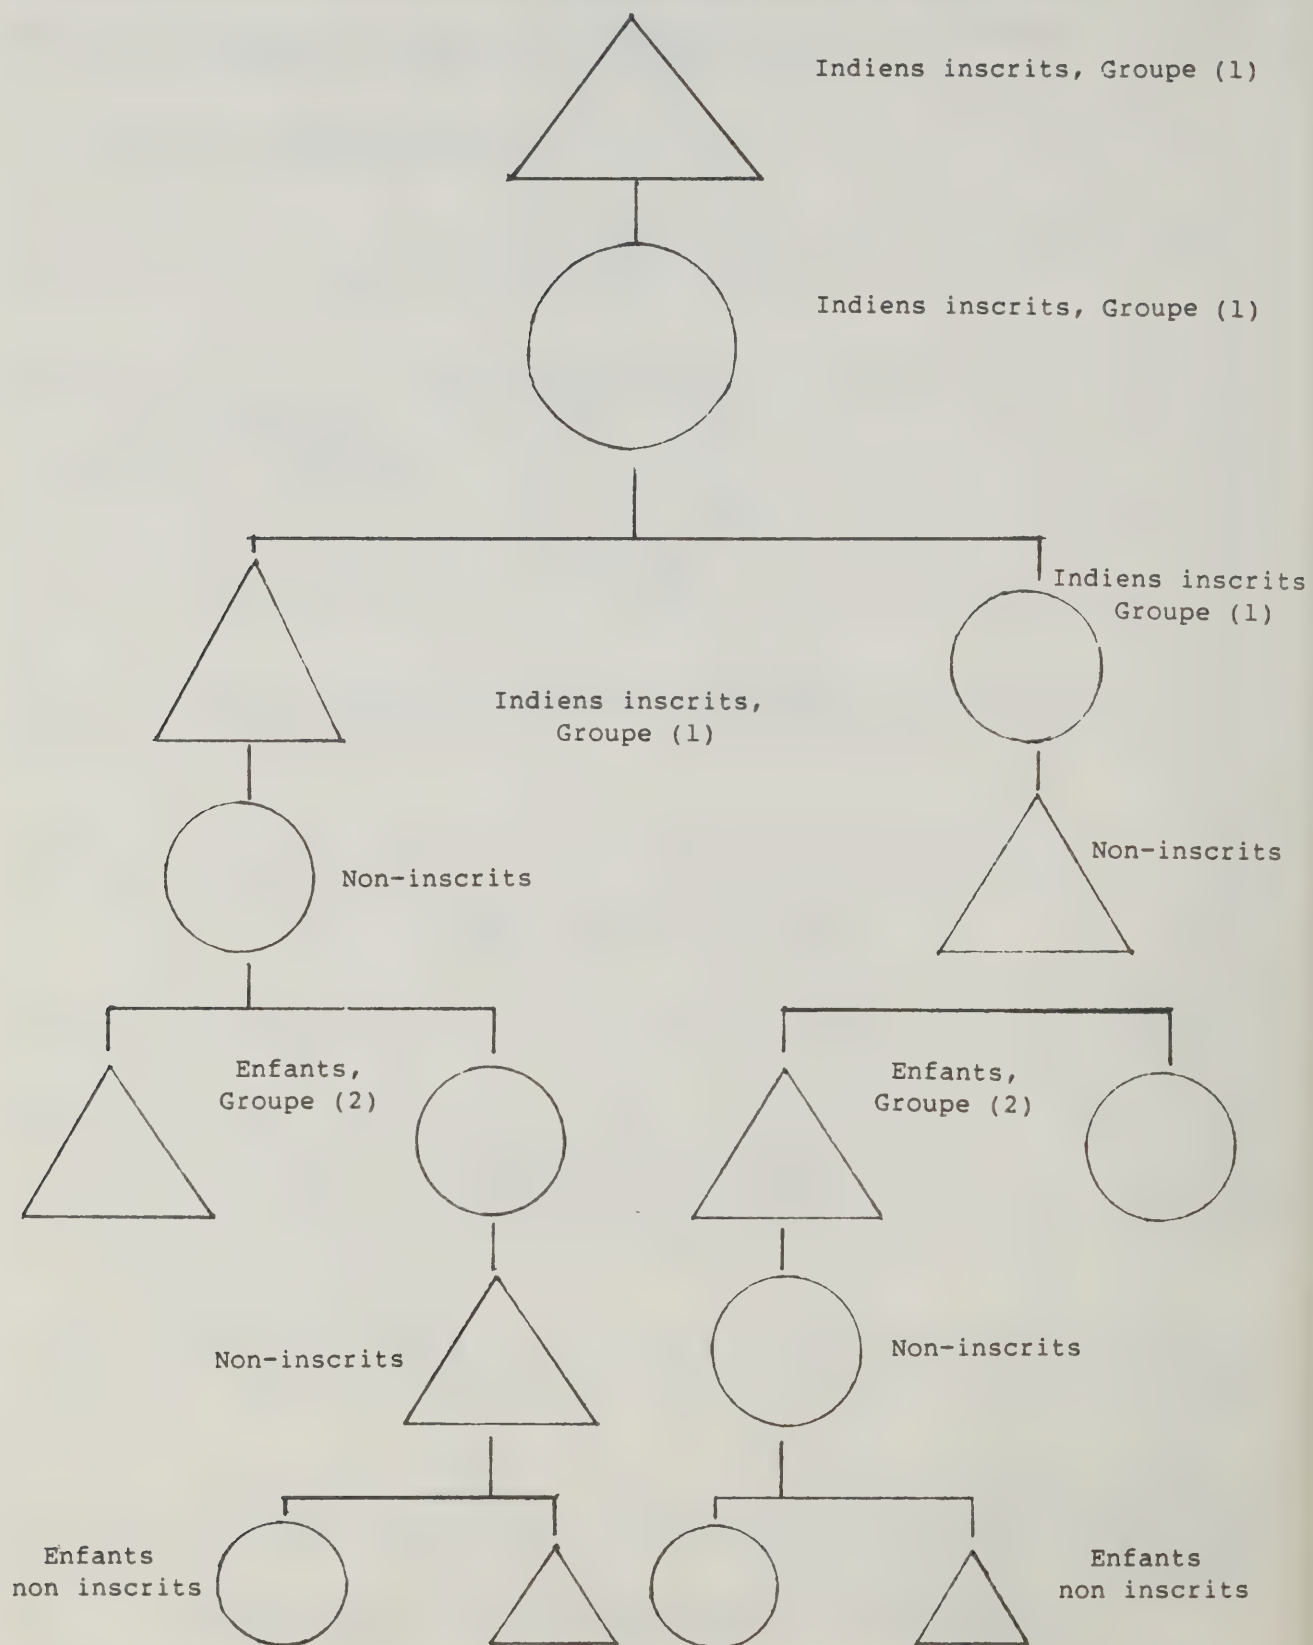 Indiens inscrits, Groupe (1)
Indiens inscrits, Groupe (1)
Indiens inscrits
Groupe (1)
Indiens inscrits,
Groupe (1)
Non-inscrits
Non-inscrits
Enfants,
Groupe (2)
Enfants,
Groupe (2)
Non-inscrits
Non-inscrits
Enfants
non inscrits
Enfants
non inscrits